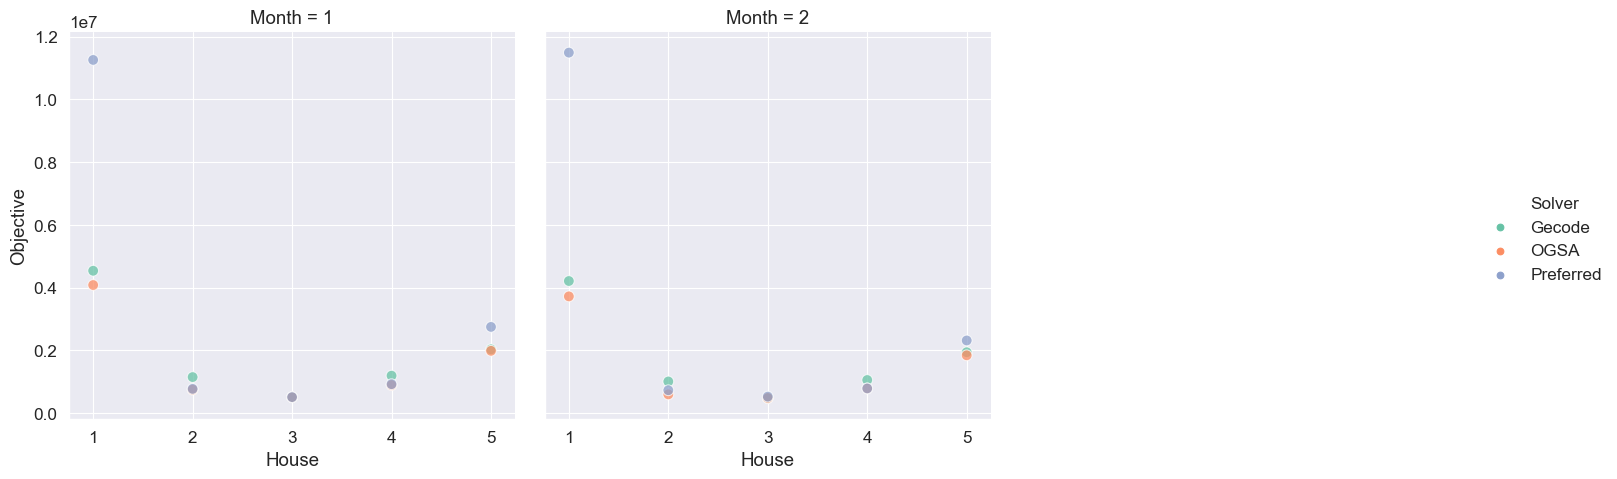 Month = 1
Month = 2
1e7
1.2
1.0
0.8
0.6
0.4
0.2
0.0
Objective
1 2 3 4 5
1 2 3 4 5
House
House
Solver
Gecode
OGSA
Preferred